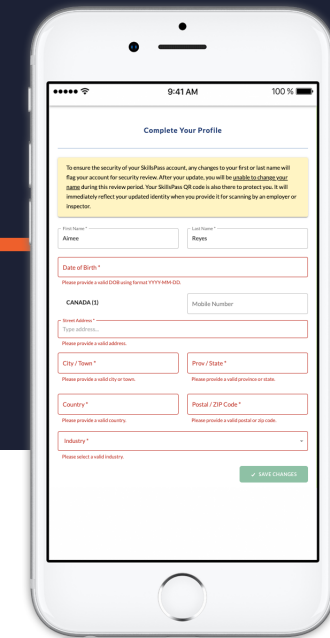 9:41 AM 100 %
Complete Your Profile
To ensure the security of your SkillsPass account, any changes to your first or last name will
flag your account for security review. After your update, you will be unable to change your
name during this review period. Your SkillsPass QR code is also there to protect you. It will
immediately reflect your updated identity when you provide it for scanning by an employer or
inspector.
First Name * Last Name *
Aimee Reyes
Date of Birth *
Please provide a valid DOB using format YYYY-MM-DD.
CANADA (1) Mobile Number
Street Address *
Type address...
Please provide a valid address.
City / Town * Prov / State *
Please provide a valid city or town. Please provide a valid province or state.
Country * Postal / ZIP Code *
Please provide a valid country. Please provide a valid postal or zip code.
Industry *
Please select a valid industry.
✓ SAVE CHANGES